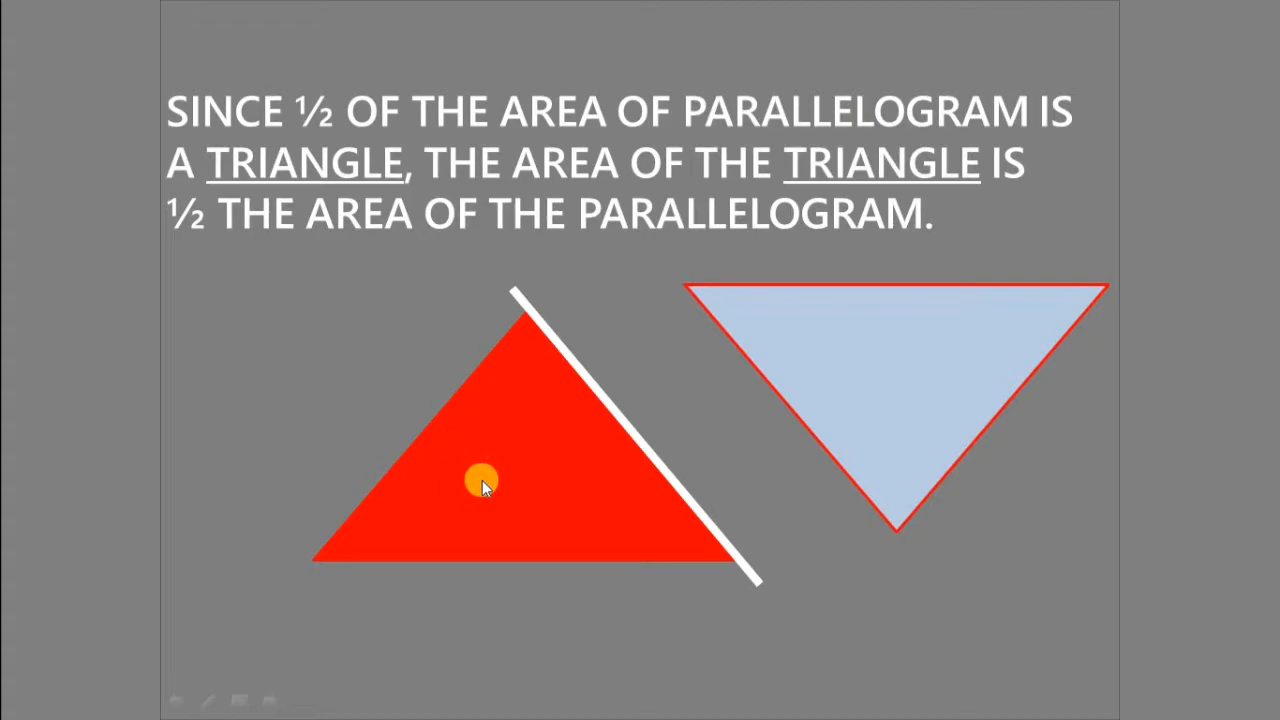 SINCE ½ OF THE AREA OF PARALLELOGRAM IS
A TRIANGLE, THE AREA OF THE TRIANGLE IS
½ THE AREA OF THE PARALLELOGRAM.